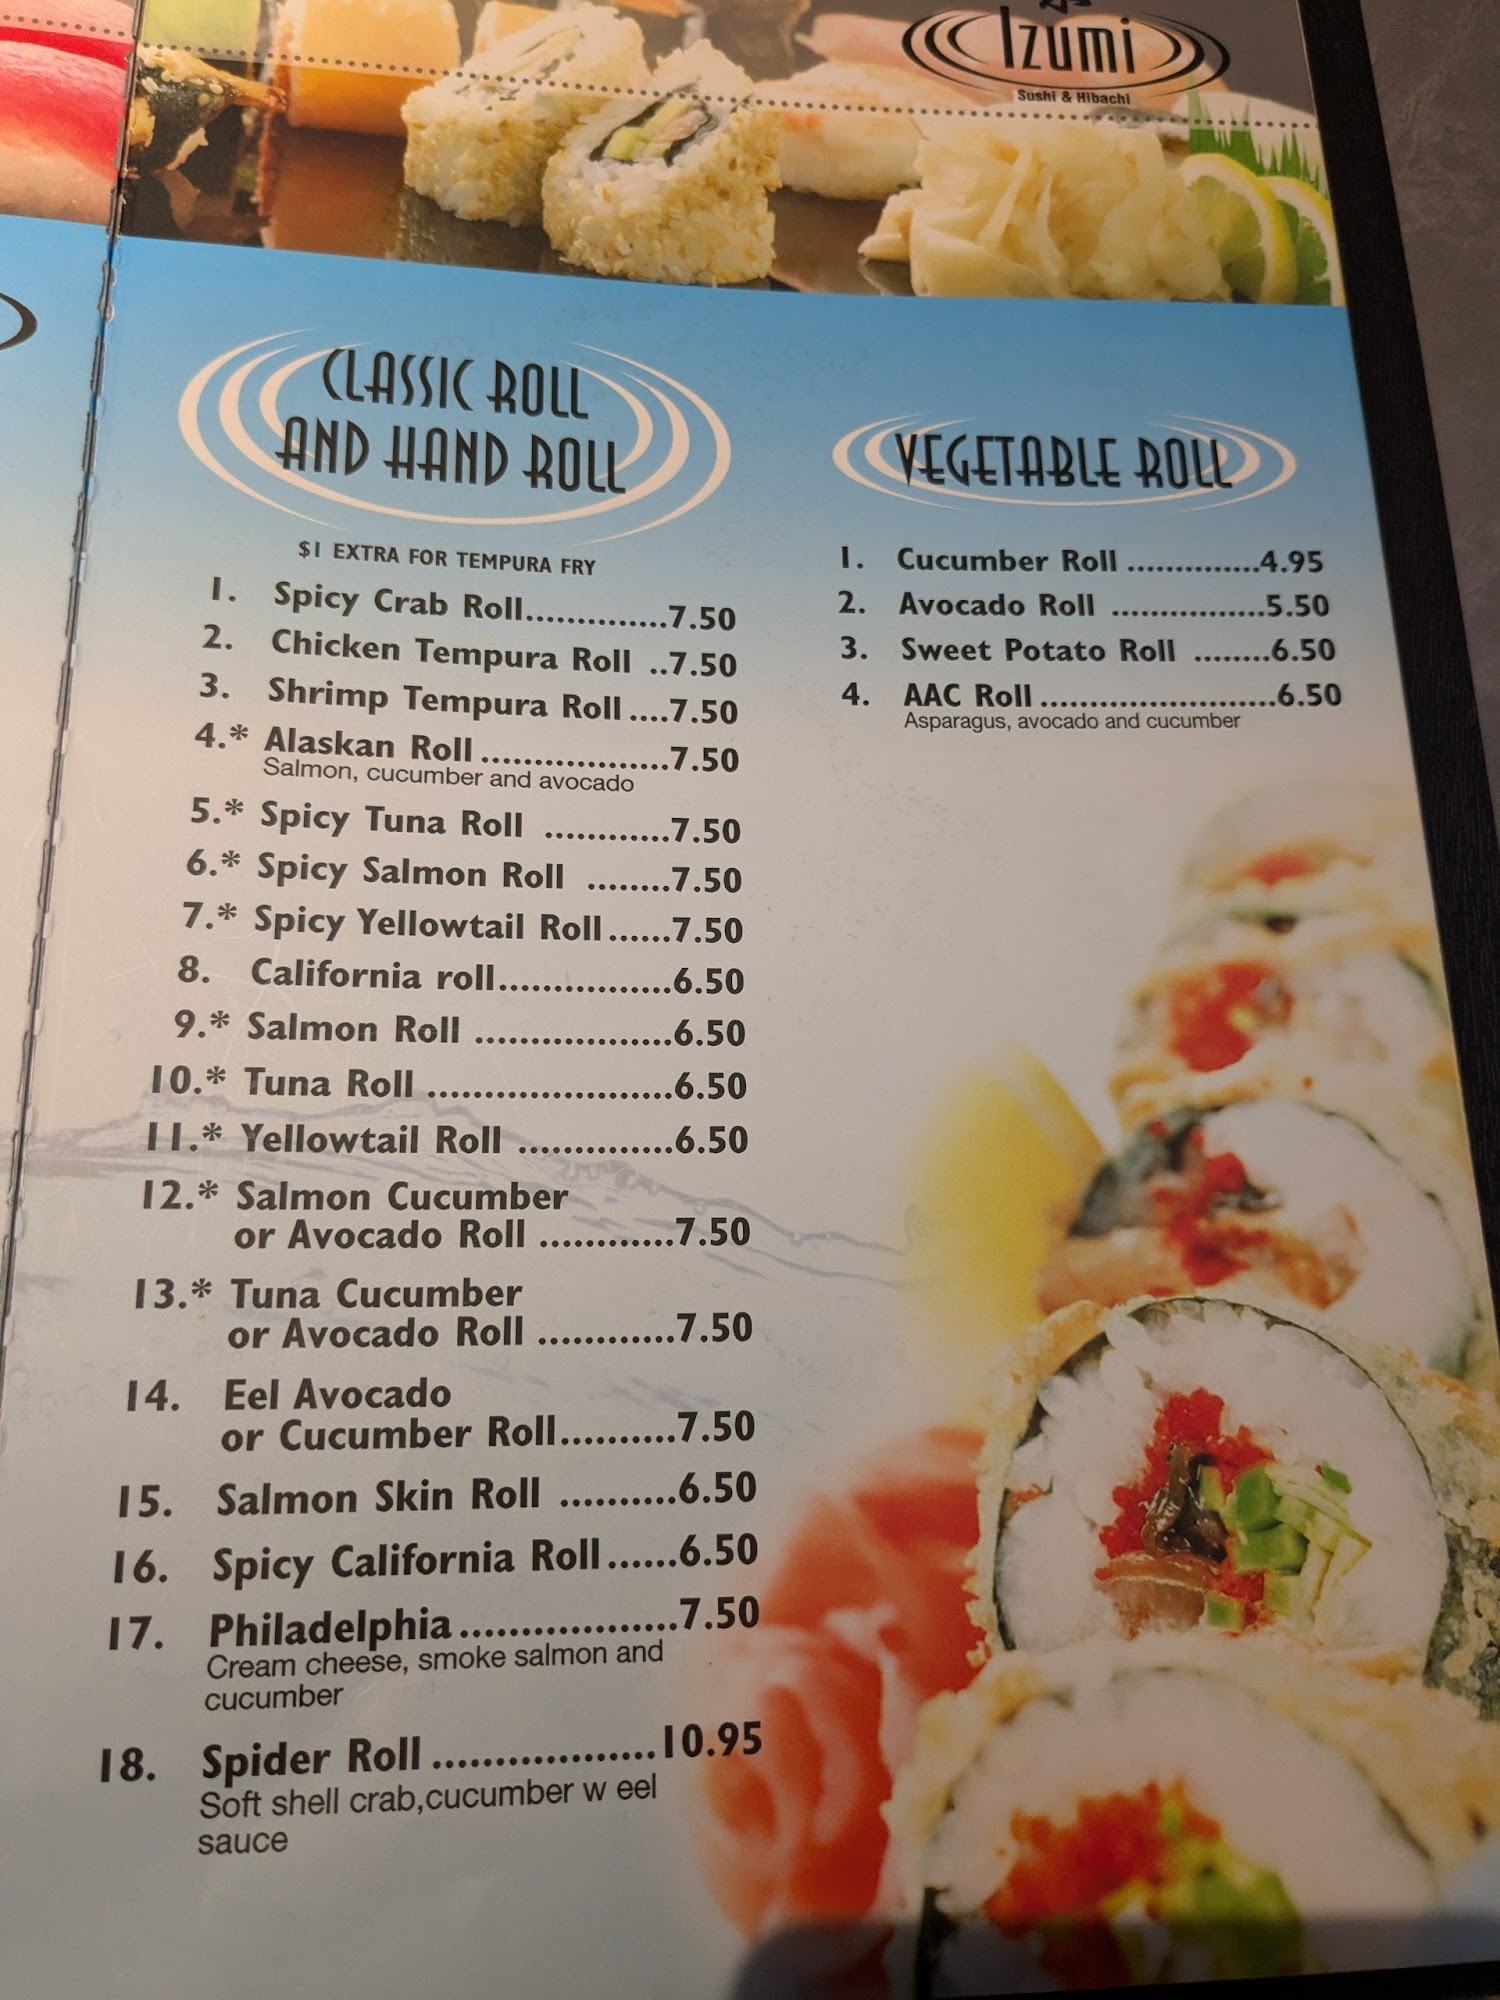 Izumi
Sushi & Hibachi
CLASSIC ROLL
AND HAND ROLL
$1 EXTRA FOR TEMPURA FRY
1. Spicy Crab Roll..............7.50
2. Chicken Tempura Roll ..7.50
3. Shrimp Tempura Roll ....7.50
4.* Alaskan Roll ...................7.50
Salmon, cucumber and avocado
5.* Spicy Tuna Roll ............7.50
6.* Spicy Salmon Roll ........7.50
7.* Spicy Yellowtail Roll......7.50
8. California roll.................6.50
9.* Salmon Roll ..................6.50
10.* Tuna Roll ......................6.50
11.* Yellowtail Roll ..............6.50
12.* Salmon Cucumber
or Avocado Roll ............7.50
13.* Tuna Cucumber
or Avocado Roll ............7.50
14. Eel Avocado
or Cucumber Roll..........7.50
15. Salmon Skin Roll ..........6.50
16. Spicy California Roll......6.50
17. Philadelphia...................7.50
Cream cheese, smoke salmon and
cucumber
18. Spider Roll ..................10.95
Soft shell crab,cucumber w eel
sauce
VEGETABLE ROLL
1. Cucumber Roll ..............4.95
2. Avocado Roll ................5.50
3. Sweet Potato Roll ........6.50
4. AAC Roll ........................6.50
Asparagus, avocado and cucumber